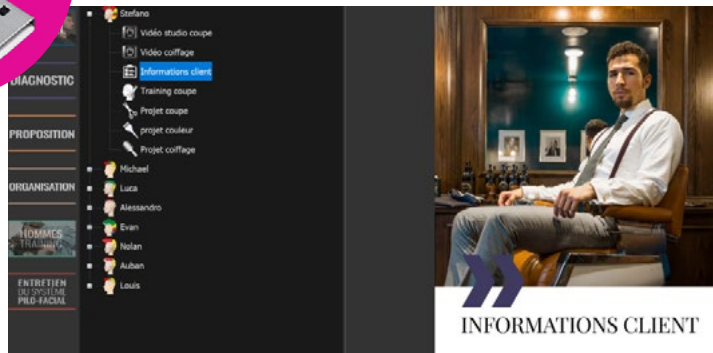 Stefano
Vidéo studio coupe
Vidéo coiffage
Informations client
Training coupe
Projet coupe
projet couleur
Projet coiffage
Michael
Luca
Alessandro
Evan
Nolan
Auban
Louis
DIAGNOSTIC
PROPOSITION
ORGANISATION
HOMMES
TRAINING
ENTRETIEN
DU SYSTÈME
PILO-FACIAL
INFORMATIONS CLIENT